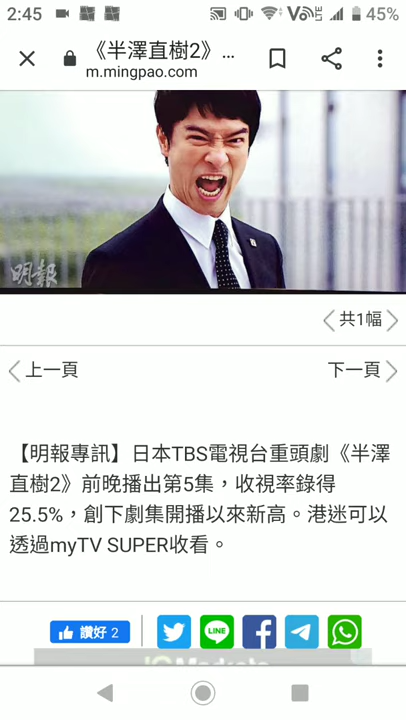 2:45
LTE
45%
《半澤直樹2》...
m.mingpao.com
明報
共1幅
上一頁
下一頁
【明報專訊】日本TBS電視台重頭劇《半澤
直樹2》前晚播出第5集，收視率錄得
25.5%，創下劇集開播以來新高。港迷可以
透過myTV SUPER收看。
讚好 2
LINE